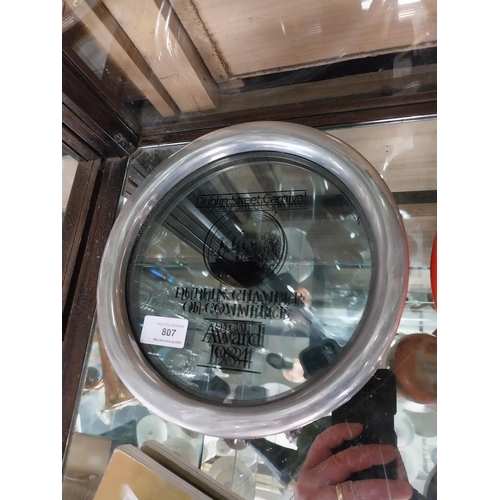 Dublin Street Carnival
DUBLIN CHAMBER
OF COMMERCE
SPECIAL
Award
1984
807